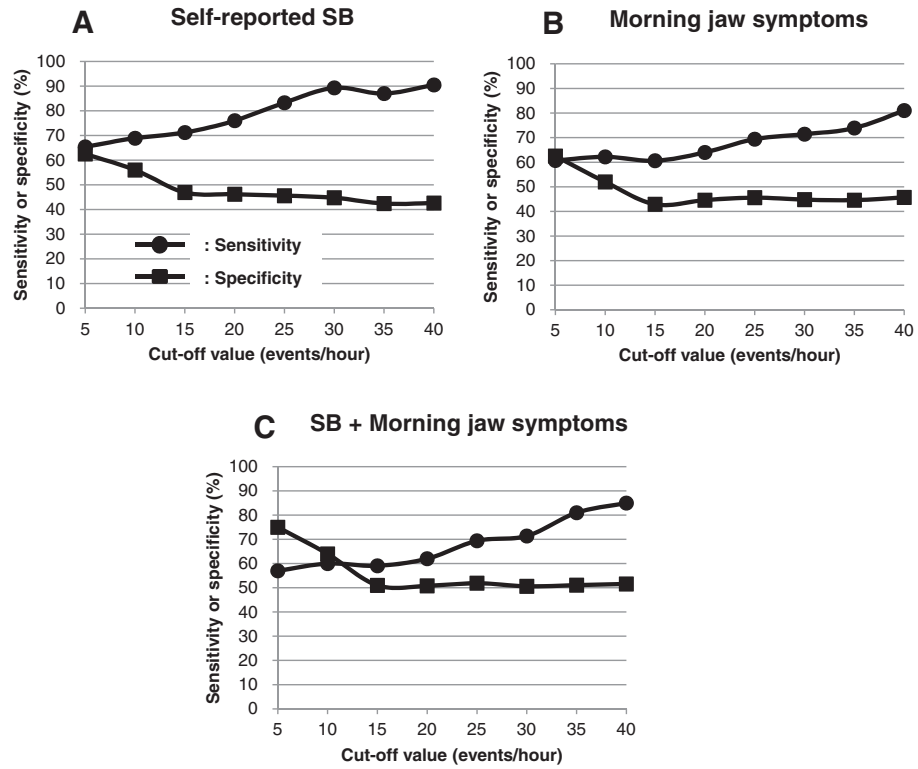 A
Self-reported SB
Sensitivity or specificity (%)
100
90
80
70
60
50
40
30
20
10
0
: Sensitivity
: Specificity
5 10 15 20 25 30 35 40
Cut-off value (events/hour)
B
Morning jaw symptoms
Sensitivity or specificity (%)
100
90
80
70
60
50
40
30
20
10
0
5 10 15 20 25 30 35 40
Cut-off value (events/hour)
C
SB + Morning jaw symptoms
Sensitivity or specificity (%)
100
90
80
70
60
50
40
30
20
10
0
5 10 15 20 25 30 35 40
Cut-off value (events/hour)